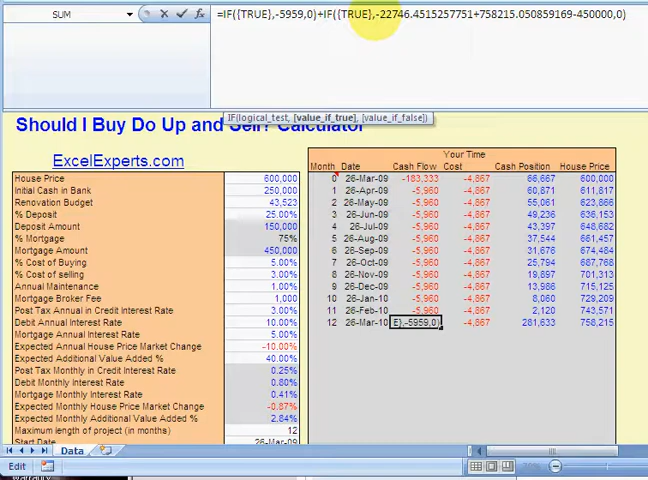 SUM
=IF({TRUE},-5959,0)+IF({TRUE},-22746.4515257751+758215.050859169-450000,0)
IF(logical_test, [value_if_true], [value_if_false])
Should I Buy Do Up and Sell? Calculator
ExcelExperts.com
House Price 600,000
Initial Cash in Bank 250,000
Renovation Budget 43,523
% Deposit 25.00%
Deposit Amount 150,000
% Mortgage 75%
Mortgage Amount 450,000
% Cost of Buying 5.00%
% Cost of selling 3.00%
Annual Maintenance 1.00%
Mortgage Broker Fee 1,000
Post Tax Annual in Credit Interest Rate 3.00%
Debit Annual Interest Rate 10.00%
Mortgage Annual Interest Rate 5.00%
Expected Annual House Price Market Change -10.00%
Expected Additional Value Added % 40.00%
Post Tax Monthly in Credit Interest Rate 0.25%
Debit Monthly Interest Rate 0.80%
Mortgage Monthly Interest Rate 0.41%
Expected Monthly House Price Market Change -0.87%
Expected Monthly Additional Value Added % 2.84%
Maximum length of project (in months) 12
Start Date 26-Mar-09
Your Time
Month Date Cash Flow Cost Cash Position House Price
0 26-Mar-09 -183,333 -4,867 66,667 600,000
1 26-Apr-09 -5,960 -4,867 60,871 611,817
2 26-May-09 -5,960 -4,867 55,061 623,866
3 26-Jun-09 -5,960 -4,867 49,236 636,153
4 26-Jul-09 -5,960 -4,867 43,397 648,682
5 26-Aug-09 -5,960 -4,867 37,544 661,457
6 26-Sep-09 -5,960 -4,867 31,676 674,484
7 26-Oct-09 -5,960 -4,867 25,794 687,768
8 26-Nov-09 -5,960 -4,867 19,897 701,313
9 26-Dec-09 -5,960 -4,867 13,986 715,125
10 26-Jan-10 -5,960 -4,867 8,060 729,209
11 26-Feb-10 -5,960 -4,867 2,120 743,571
12 26-Mar-10 E},-5959,0) -4,867 281,633 758,215
Data
Edit